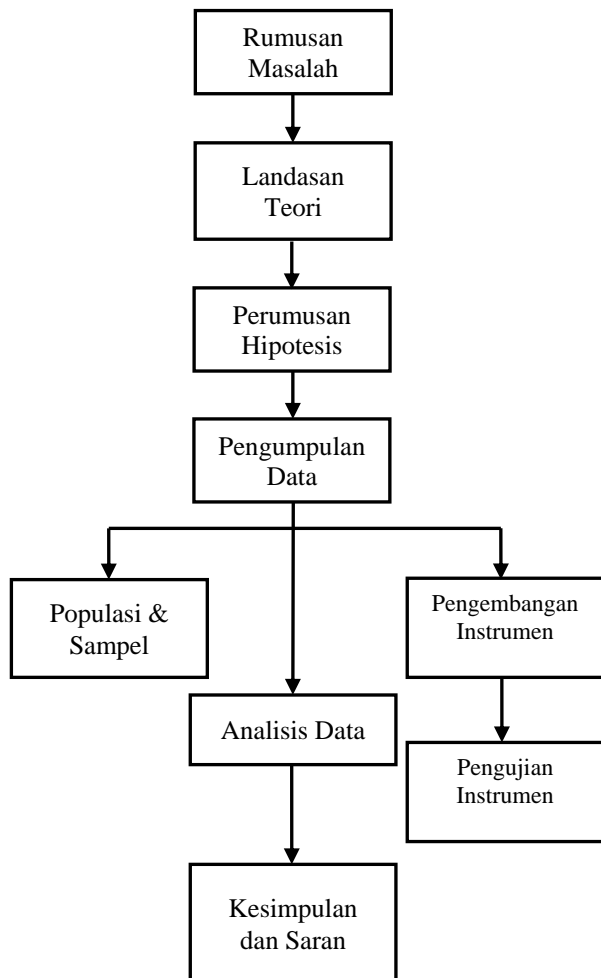 Rumusan
Masalah
Landasan
Teori
Perumusan
Hipotesis
Pengumpulan
Data
Populasi &
Sampel
Pengembangan
Instrumen
Analisis Data
Pengujian
Instrumen
Kesimpulan
dan Saran